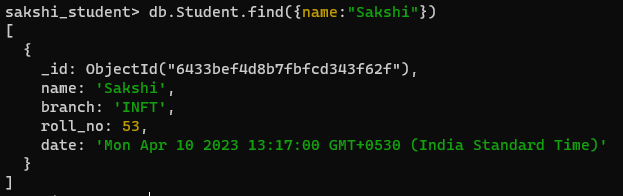 sakshi_student> db.Student.find({name:"Sakshi"})
[
  {
    _id: ObjectId("6433bef4d8b7fbfcd343f62f"),
    name: 'Sakshi',
    branch: 'INFT',
    roll_no: 53,
    date: 'Mon Apr 10 2023 13:17:00 GMT+0530 (India Standard Time)'
  }
]